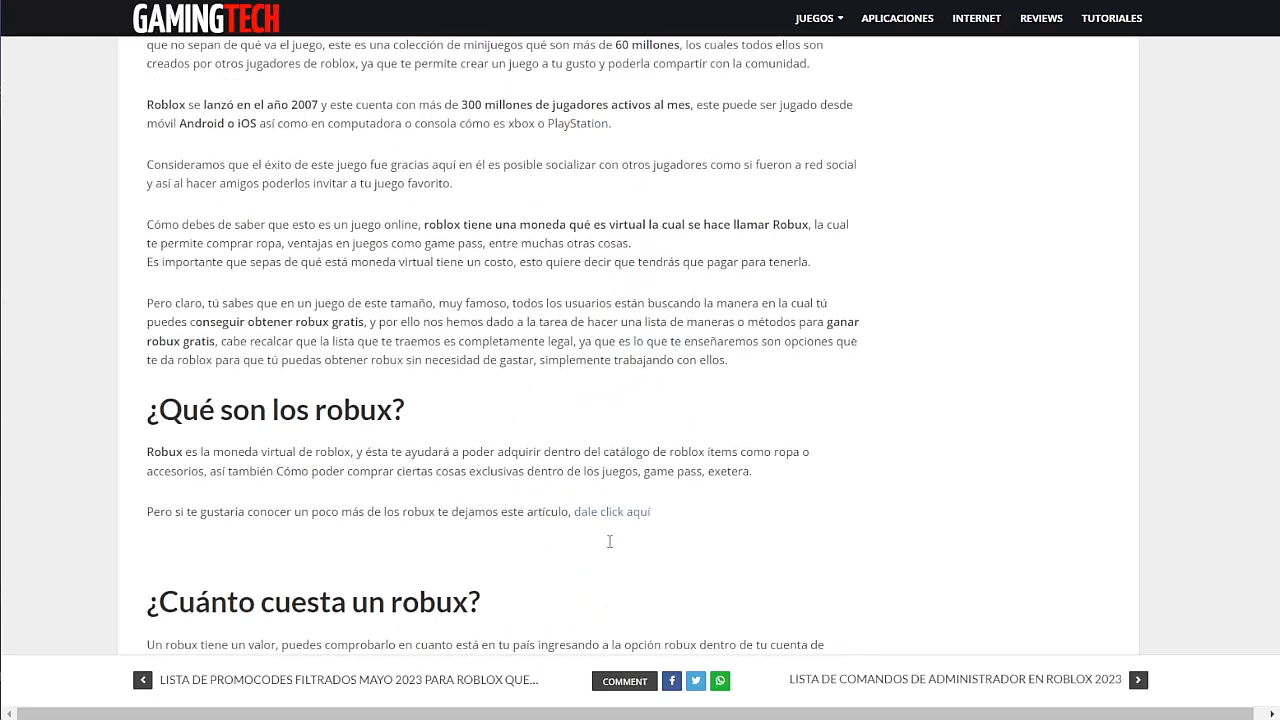 GAMINGTECH
JUEGOS
APLICACIONES
INTERNET
REVIEWS
TUTORIALES
que no sepan de qué va el juego, este es una colección de minijuegos qué son más de 60 millones, los cuales todos ellos son
creados por otros jugadores de roblox, ya que te permite crear un juego a tu gusto y poderla compartir con la comunidad.
Roblox se lanzó en el año 2007 y este cuenta con más de 300 millones de jugadores activos al mes, este puede ser jugado desde
móvil Android o iOS así como en computadora o consola cómo es xbox o PlayStation.
Consideramos que el éxito de este juego fue gracias aquí en él es posible socializar con otros jugadores como si fueron a red social
y así al hacer amigos poderlos invitar a tu juego favorito.
Cómo debes de saber que esto es un juego online, roblox tiene una moneda qué es virtual la cual se hace llamar Robux, la cual
te permite comprar ropa, ventajas en juegos como game pass, entre muchas otras cosas.
Es importante que sepas de qué está moneda virtual tiene un costo, esto quiere decir que tendrás que pagar para tenerla.
Pero claro, tú sabes que en un juego de este tamaño, muy famoso, todos los usuarios están buscando la manera en la cual tú
puedes conseguir obtener robux gratis, y por ello nos hemos dado a la tarea de hacer una lista de maneras o métodos para ganar
robux gratis, cabe recalcar que la lista que te traemos es completamente legal, ya que es lo que te enseñaremos son opciones que
te da roblox para que tú puedas obtener robux sin necesidad de gastar, simplemente trabajando con ellos.
¿Qué son los robux?
Robux es la moneda virtual de roblox, y ésta te ayudará a poder adquirir dentro del catálogo de roblox ítems como ropa o
accesorios, así también Cómo poder comprar ciertas cosas exclusivas dentro de los juegos, game pass, exetera.
Pero si te gustaria conocer un poco más de los robux te dejamos este artículo, dale click aquí
¿Cuánto cuesta un robux?
Un robux tiene un valor, puedes comprobarlo en cuanto está en tu país ingresando a la opción robux dentro de tu cuenta de
LISTA DE PROMOCODES FILTRADOS MAYO 2023 PARA ROBLOX QUE...
COMMENT
LISTA DE COMANDOS DE ADMINISTRADOR EN ROBLOX 2023